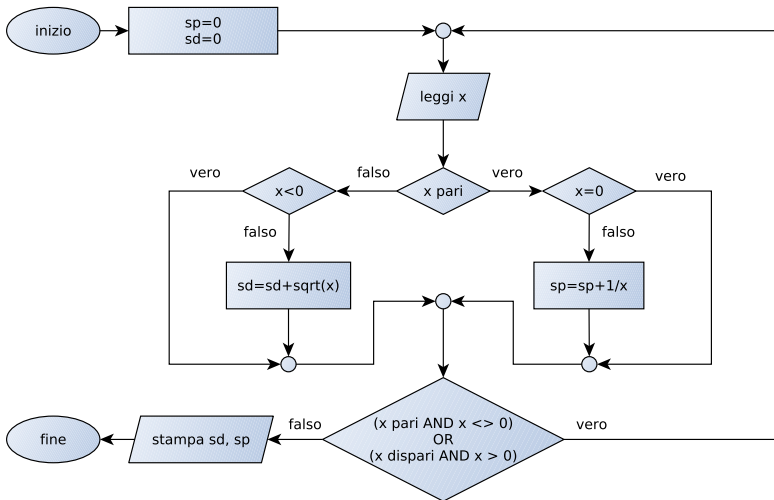 inizio
sp=0
sd=0
leggi x
vero
x<0
falso
x pari
vero
x=0
vero
falso
falso
sd=sd+sqrt(x)
sp=sp+1/x
fine
stampa sd, sp
falso
(x pari AND x <> 0)
OR
(x dispari AND x > 0)
vero